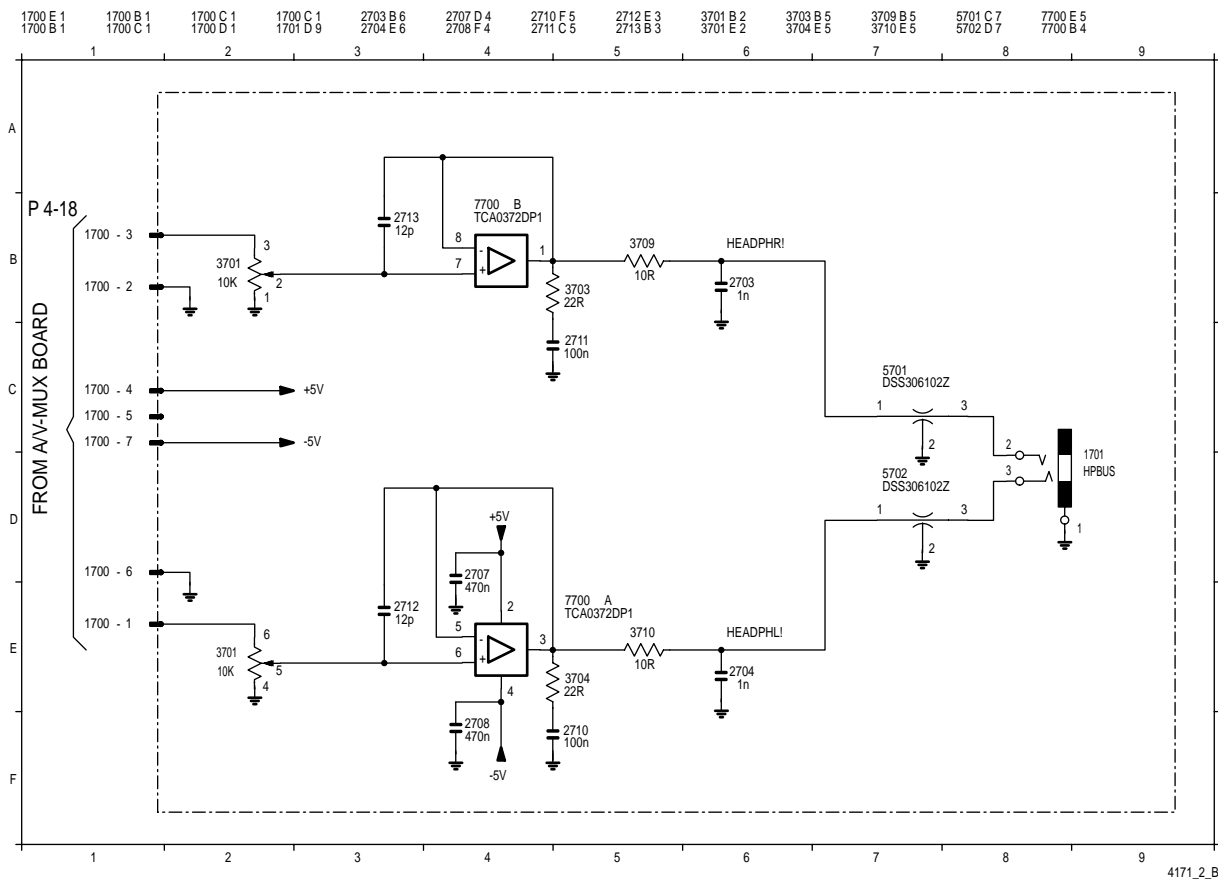 1700 E 1 1700 B 1 1700 C 1 1700 C 1 2703 B 6 2707 D 4 2710 F 5 2712 E 3 3701 B 2 3703 B 5 3709 B 5 5701 C 7 7700 E 5
1700 B 1 1700 C 1 1700 D 1 1701 D 9 2704 E 6 2708 F 4 2711 C 5 2713 B 3 3701 E 2 3704 E 5 3710 E 5 5702 D 7 7700 B 4
1 2 3 4 5 6 7 8 9
A
P 4-18
7700 B
TCA0372DP1
2713
12p
1700 - 3
3
8
1
3709
HEADPHR!
B
3701
10K
2
7
10R
2703
1n
1700 - 2
1
3703
22R
2711
100n
FROM A/V-MUX BOARD
C
1700 - 4
+5V
5701
DSS306102Z
1700 - 5
1
3
1700 - 7
-5V
2
2
1701
HPBUS
5702
DSS306102Z
3
D
+5V
1
3
1
2
1700 - 6
2707
470n
2
7700 A
TCA0372DP1
2712
12p
1700 - 1
6
5
3
3710
HEADPHL!
E
3701
10K
5
6
10R
2704
1n
4
4
3704
22R
2708
470n
2710
100n
F
-5V
1 2 3 4 5 6 7 8 9
4171_2_B